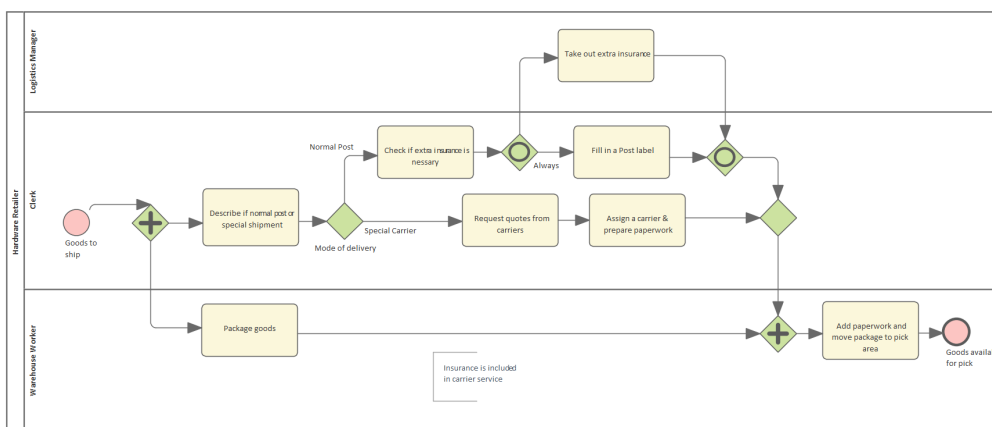 Hardware Retailer
Logistics Manager
Take out extra insurance
Clerk
Normal Post
Check if extra insurance is
nessary
Always
Fill in a Post label
Describe if normal post or
special shipment
Special Carrier
Request quotes from
carriers
Assign a carrier &
prepare paperwork
Goods to
ship
Mode of delivery
Warehouse Worker
Package goods
Add paperwork and
move package to pick
area
Goods availa
for pick
Insurance is included
in carrier service